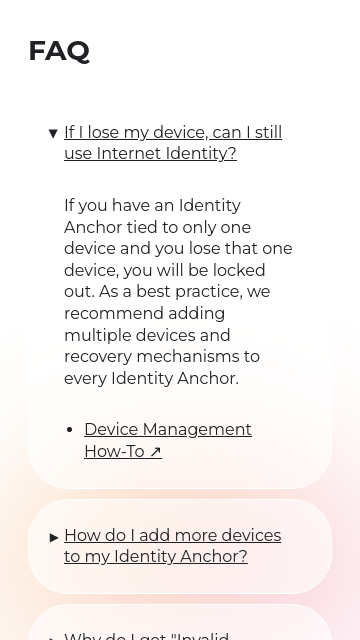 FAQ
▼ If I lose my device, can I still
use Internet Identity?
If you have an Identity
Anchor tied to only one
device and you lose that one
device, you will be locked
out. As a best practice, we
recommend adding
multiple devices and
recovery mechanisms to
every Identity Anchor.
• Device Management
How-To ↗
▶ How do I add more devices
to my Identity Anchor?
Why do I get "Invalid